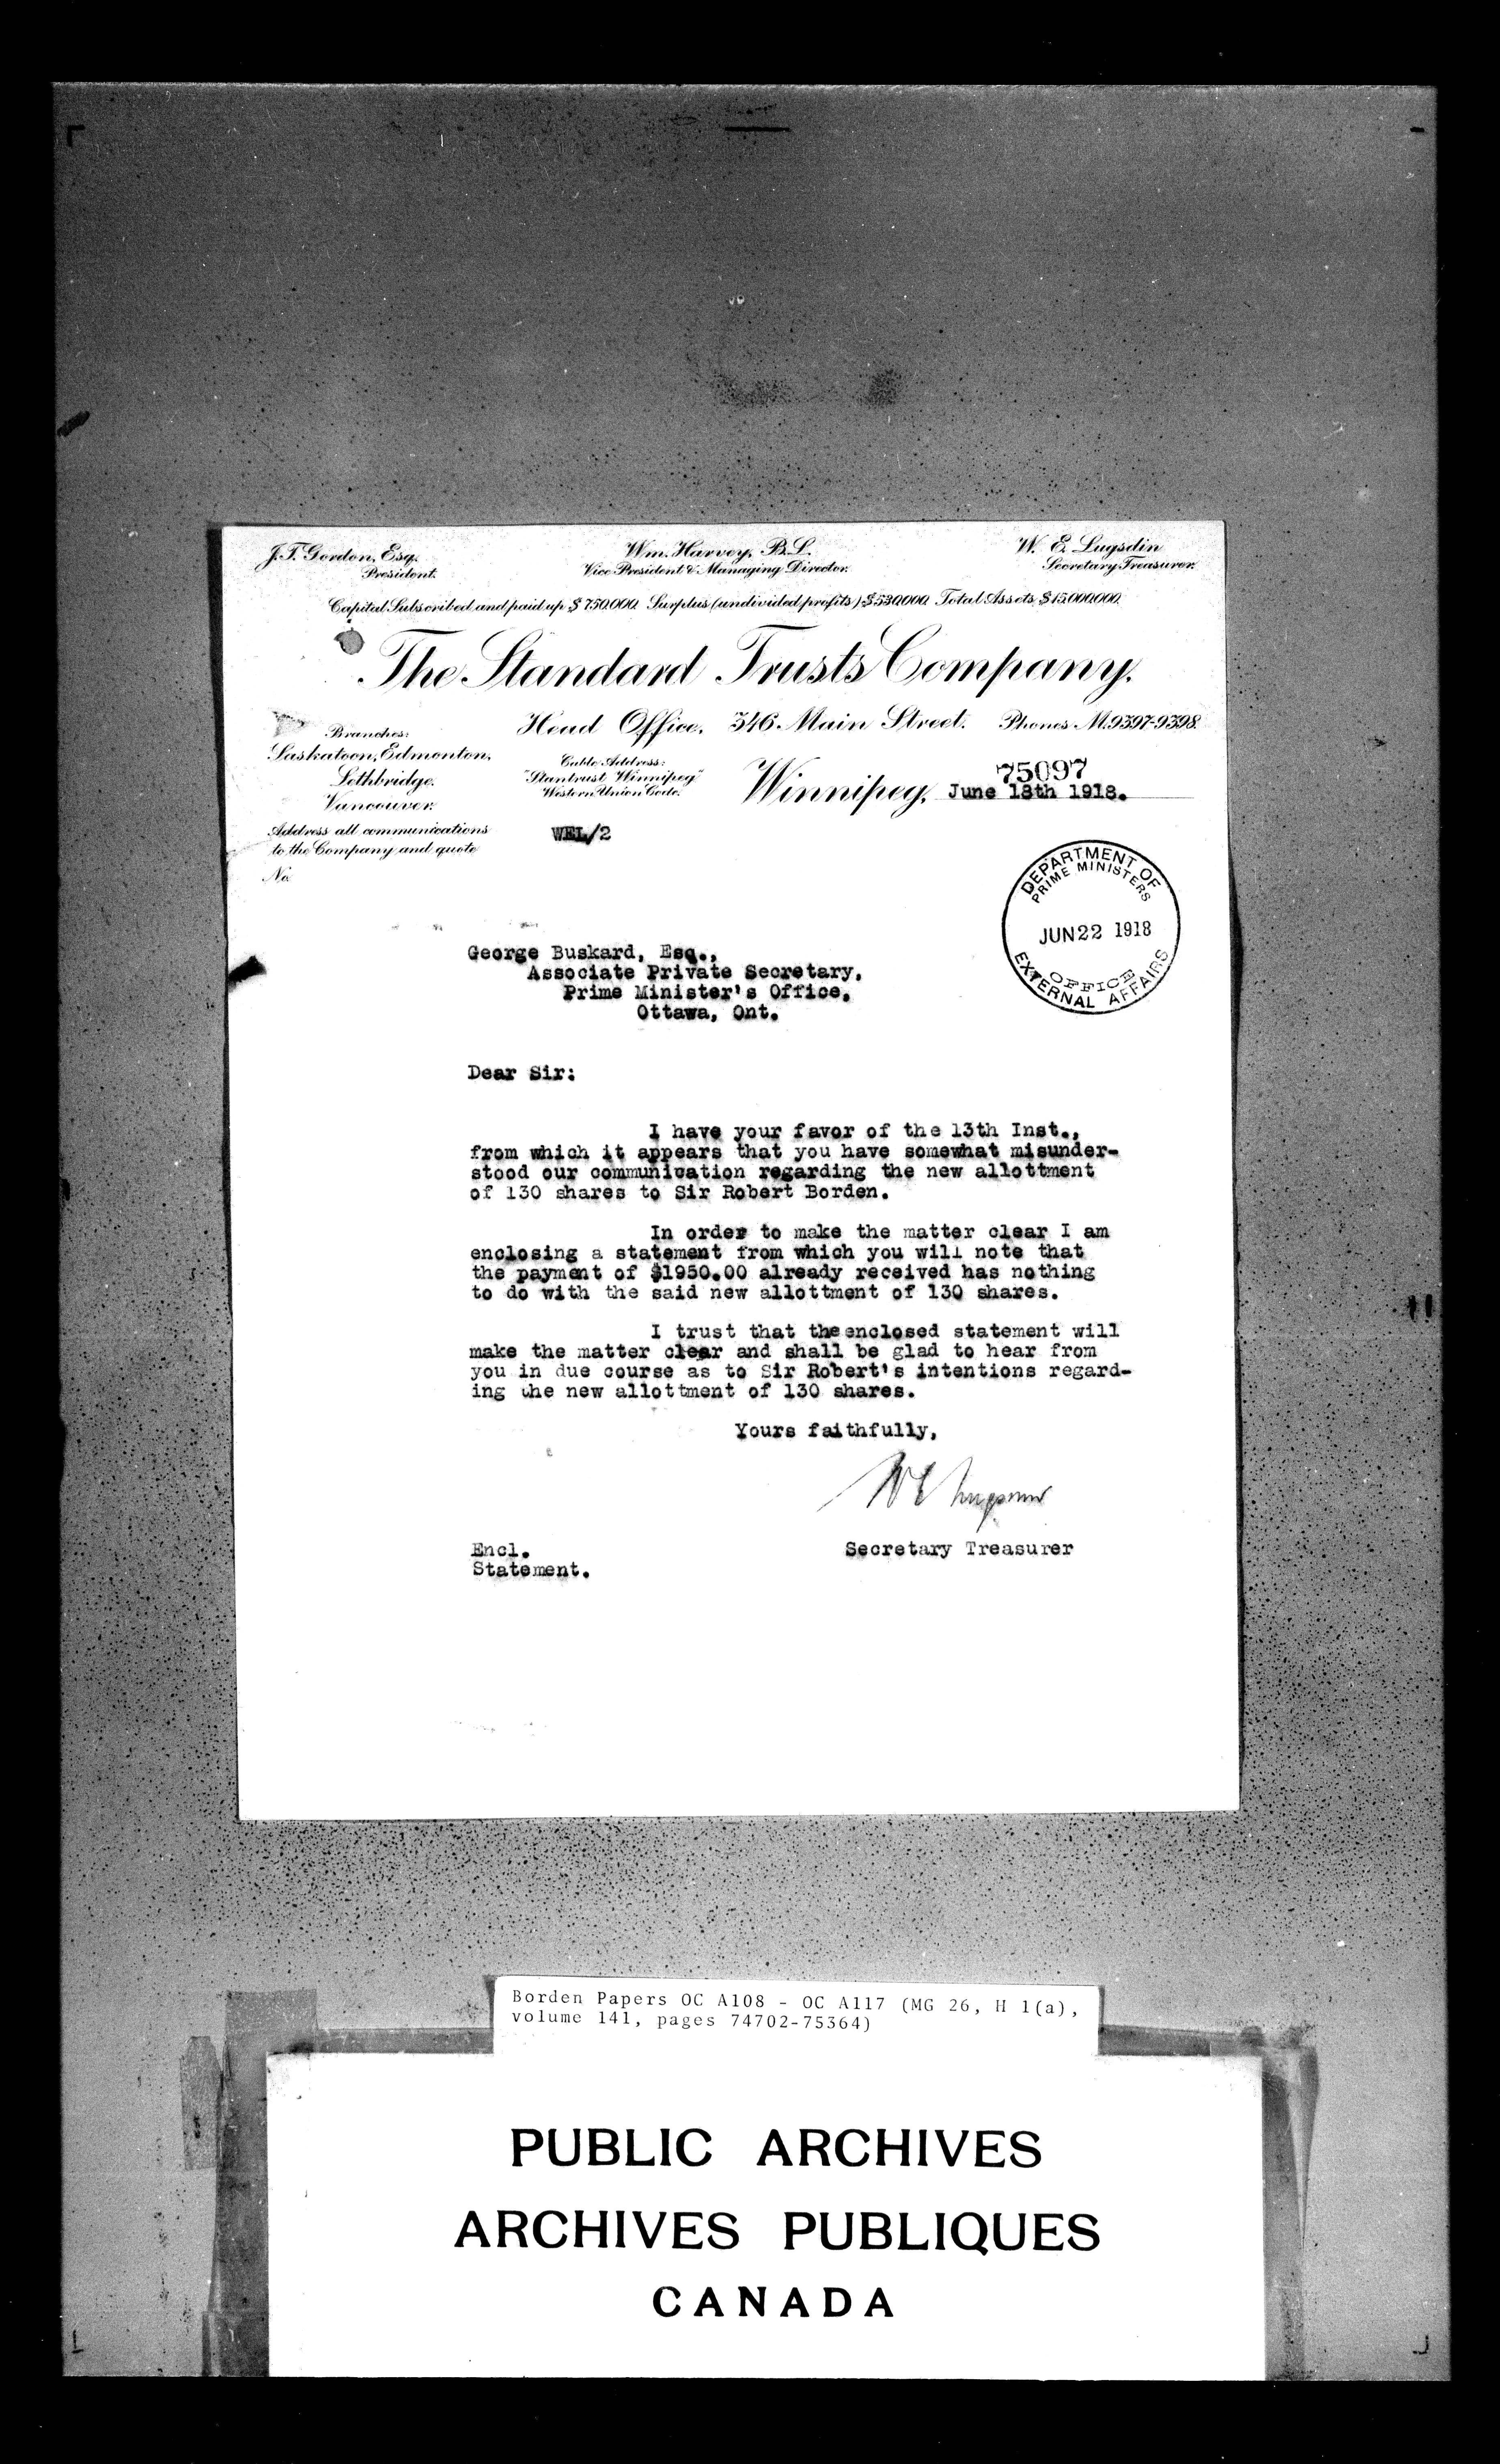 J.T. Gordon, Esq.
President.
Wm. Harvey, B.L.
Vice President & Managing Director.
W. E. Lugsdin
Secretary Treasurer.
Capital Subscribed and paid up $750.000. Surplus (undivided profits) $530.000. Total Assets, $15.000.000.
The Standard Trusts Company,
Head Office, 346 Main Street. Phones M.9397-9398.
Branches:
Saskatoon, Edmonton,
Lethbridge.
Vancouver.
Cable Address:
"Stantrust Winnipeg"
Western Union Code.
75097
Winnipeg, June 18th 1918.
Address all communications
to the Company and quote
No.
WEL/2
DEPARTMENT OF
PRIME MINISTERS
JUN 22 1918
OFFICE
EXTERNAL AFFAIRS
George Buskard, Esq.,
Associate Private Secretary,
Prime Minister's Office,
Ottawa, Ont.
Dear Sir:
I have your favor of the 13th Inst.,
from which it appears that you have somewhat misunder-
stood our communication regarding the new allottment
of 130 shares to Sir Robert Borden.
In order to make the matter clear I am
enclosing a statement from which you will note that
the payment of $1950.00 already received has nothing
to do with the said new allottment of 130 shares.
I trust that the enclosed statement will
make the matter clear and shall be glad to hear from
you in due course as to Sir Robert's intentions regard-
ing the new allottment of 130 shares.
Yours faithfully,
W E Lugsdin
Secretary Treasurer
Encl.
Statement.
Borden Papers OC A108 - OC A117 (MG 26, H 1(a),
volume 141, pages 74702-75364)
PUBLIC ARCHIVES
ARCHIVES PUBLIQUES
CANADA